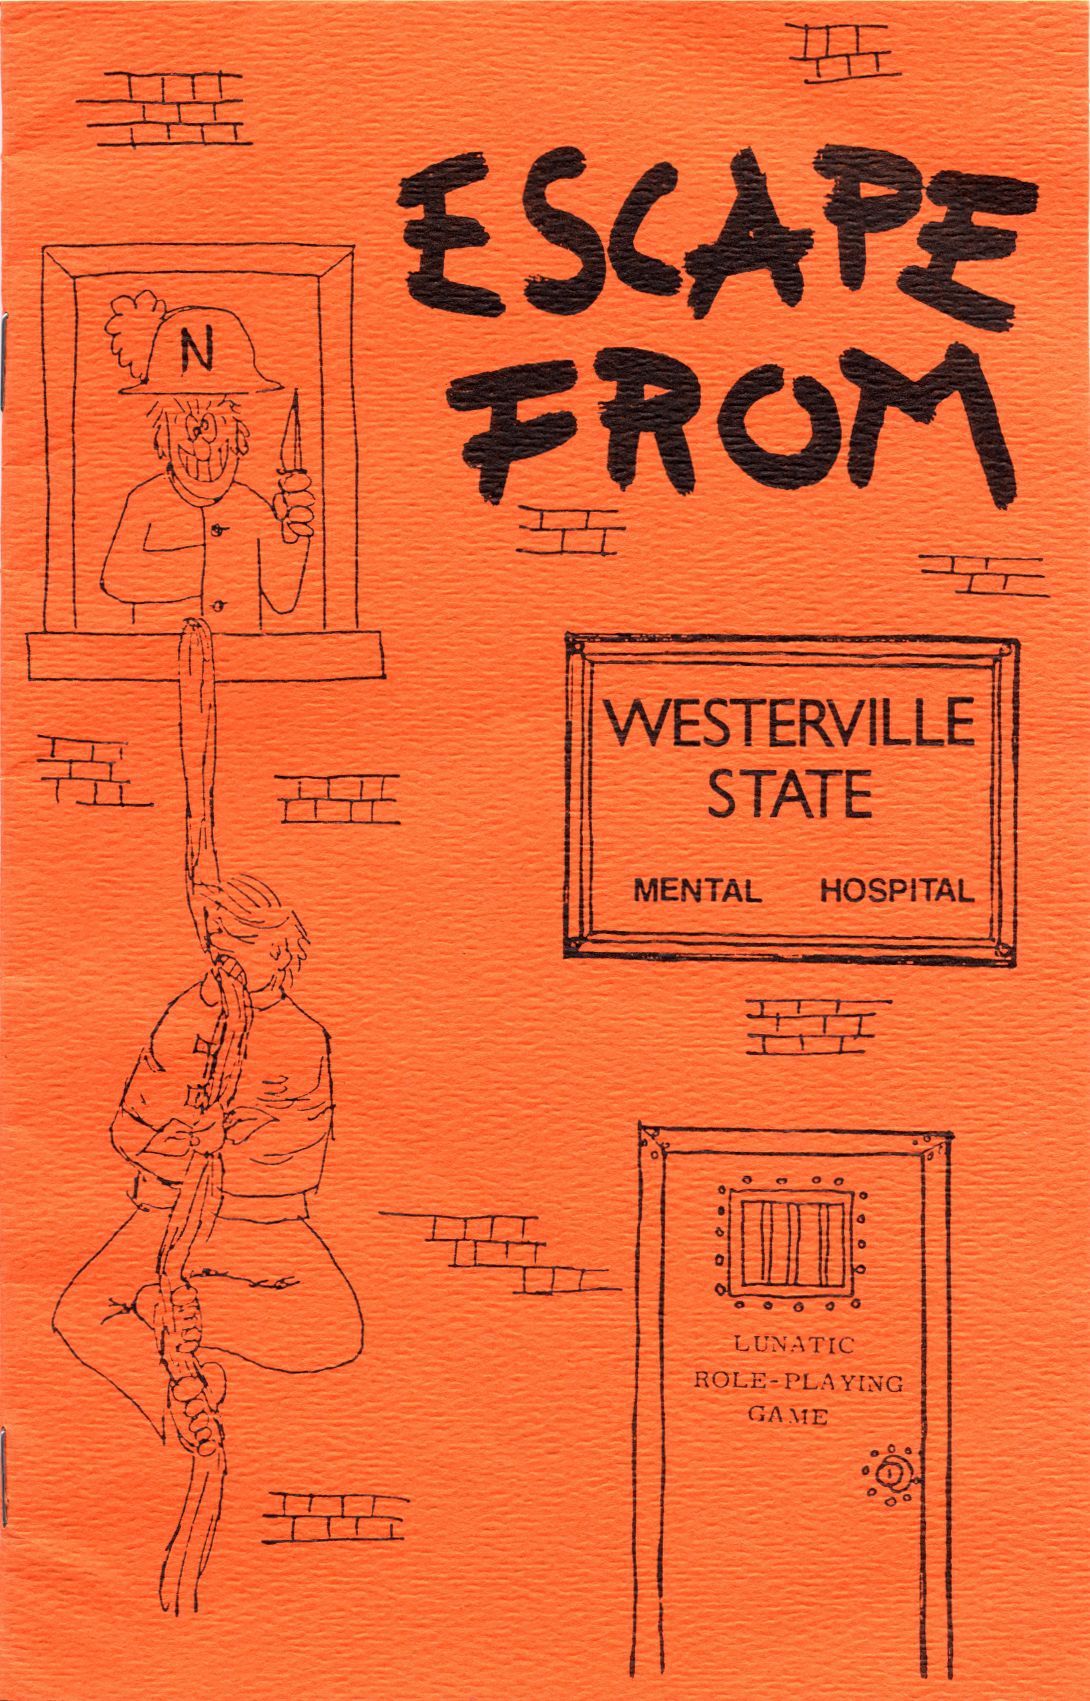 ESCAPE
FROM
N
WESTERVILLE
STATE
MENTAL HOSPITAL
LUNATIC
ROLE-PLAYING
GAME